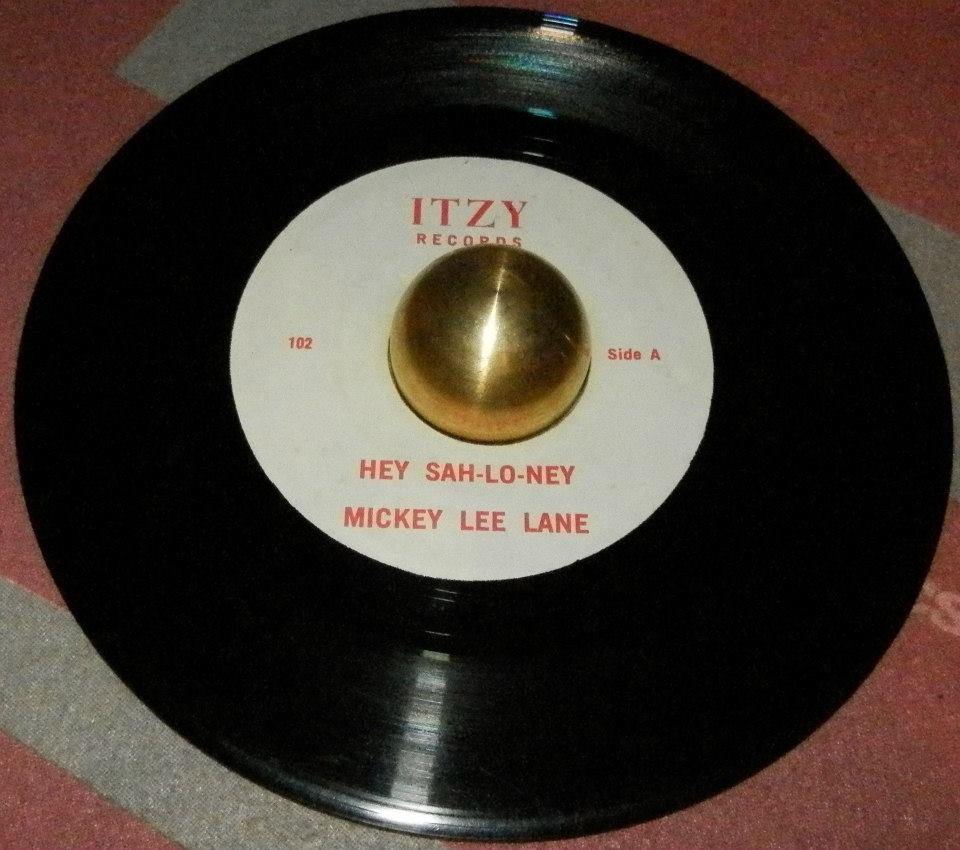 ITZY
RECORDS
102
Side A
HEY SAH-LO-NEY
MICKEY LEE LANE